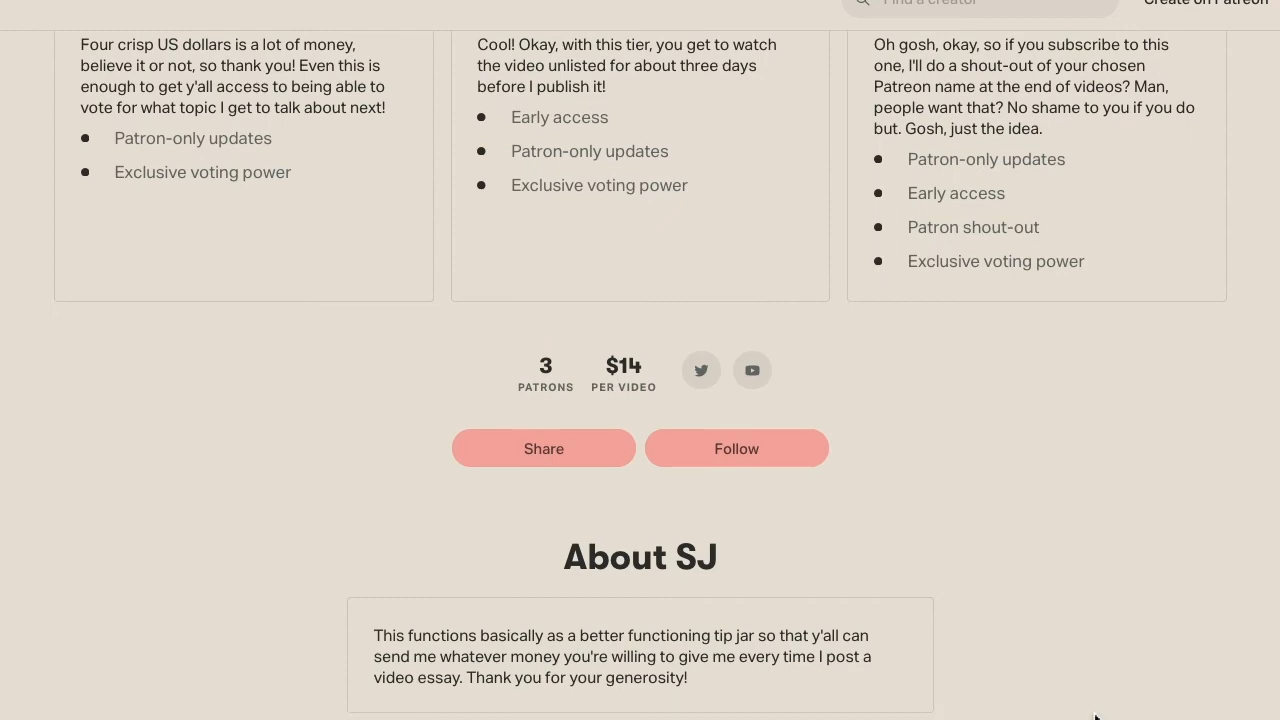 Find a creator
Create on Patreon
Four crisp US dollars is a lot of money,
believe it or not, so thank you! Even this is
enough to get y'all access to being able to
vote for what topic I get to talk about next!
Patron-only updates
Exclusive voting power
Cool! Okay, with this tier, you get to watch
the video unlisted for about three days
before I publish it!
Early access
Patron-only updates
Exclusive voting power
Oh gosh, okay, so if you subscribe to this
one, I'll do a shout-out of your chosen
Patreon name at the end of videos? Man,
people want that? No shame to you if you do
but. Gosh, just the idea.
Patron-only updates
Early access
Patron shout-out
Exclusive voting power
3
PATRONS
$14
PER VIDEO
Share
Follow
About SJ
This functions basically as a better functioning tip jar so that y'all can
send me whatever money you're willing to give me every time I post a
video essay. Thank you for your generosity!